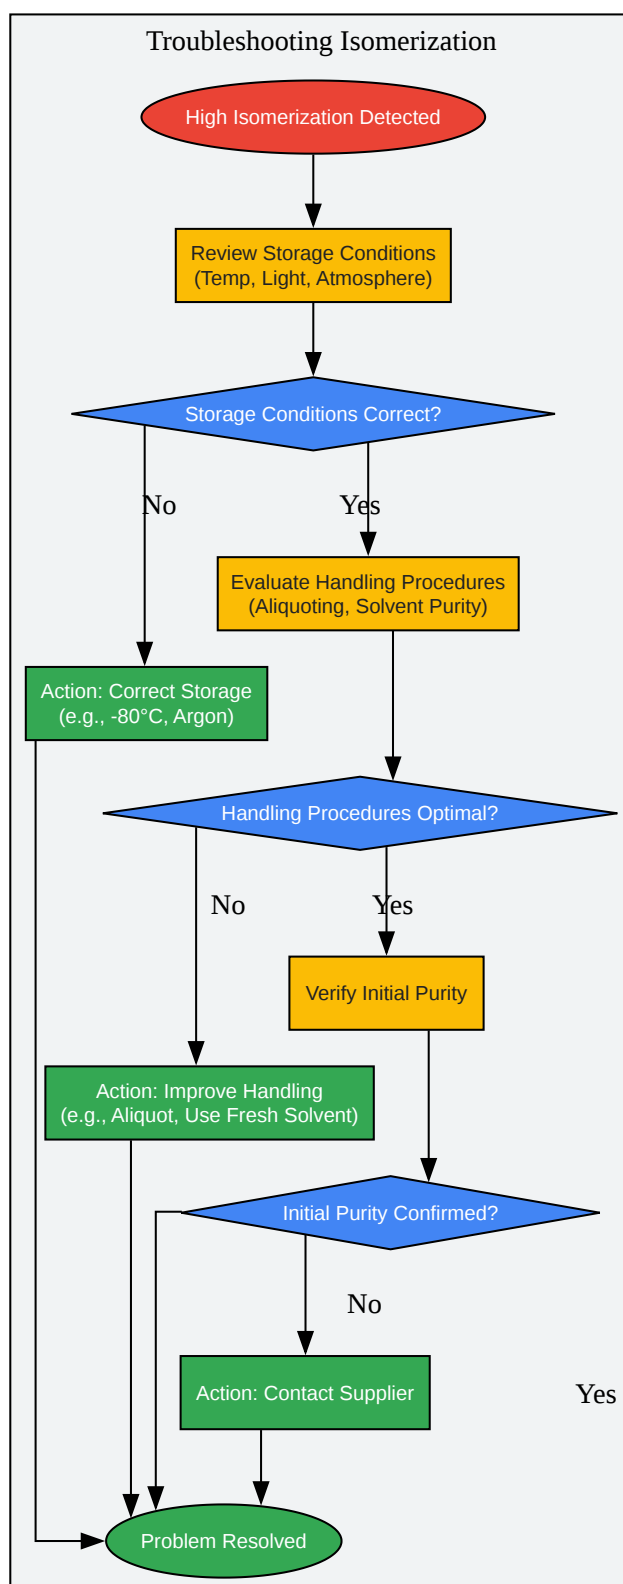 Troubleshooting Isomerization
High Isomerization Detected
Review Storage Conditions
(Temp, Light, Atmosphere)
Storage Conditions Correct?
No
Yes
Evaluate Handling Procedures
(Aliquoting, Solvent Purity)
Action: Correct Storage
(e.g., -80°C, Argon)
Handling Procedures Optimal?
No
Yes
Verify Initial Purity
Action: Improve Handling
(e.g., Aliquot, Use Fresh Solvent)
Initial Purity Confirmed?
No
Action: Contact Supplier
Yes
Problem Resolved